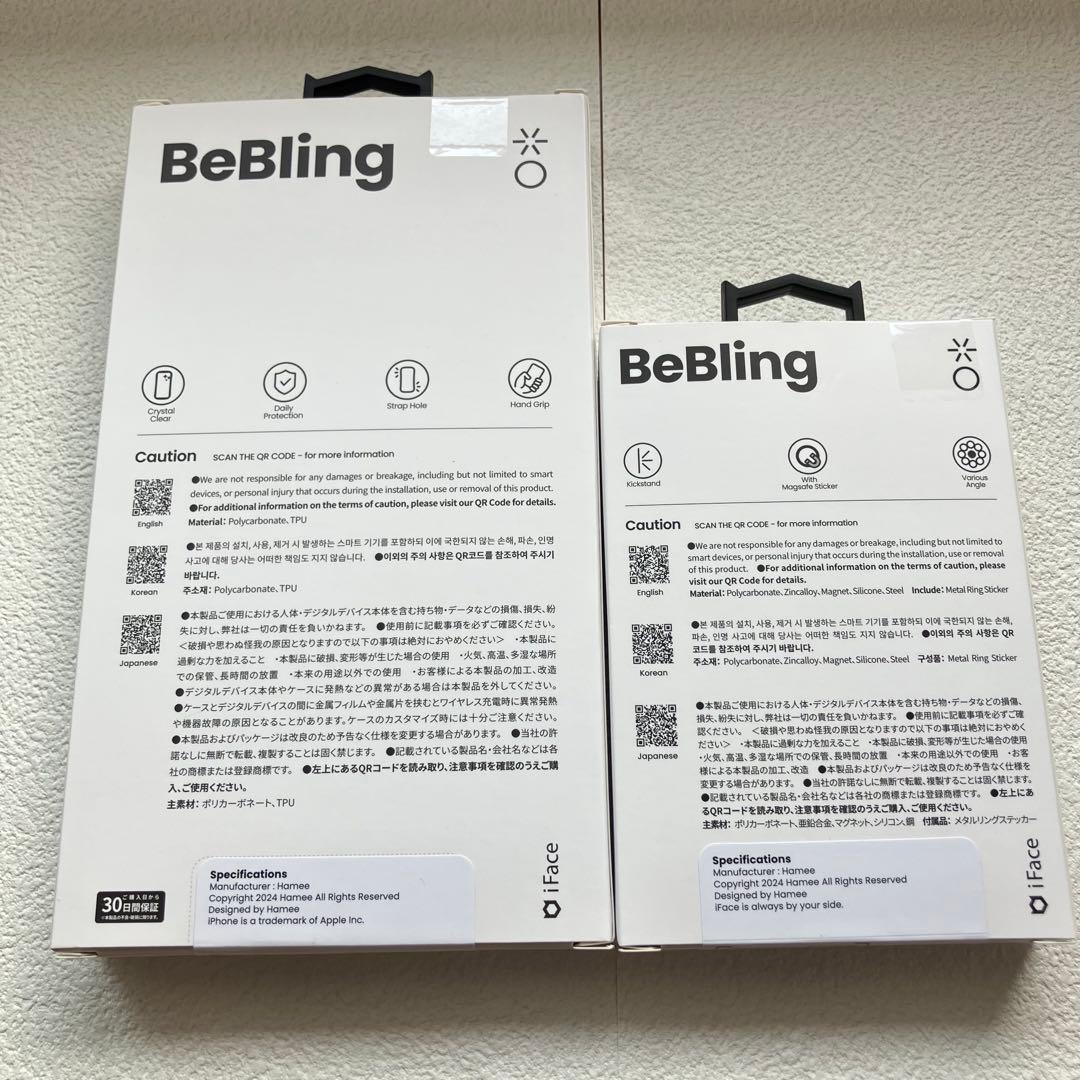 BeBling
Crystal
Clear
Daily
Protection
Strap Hole
Hand Grip
Caution SCAN THE QR CODE - for more information
English
●We are not responsible for any damages or breakage, including but not limited to smart
devices, or personal injury that occurs during the installation, use or removal of this product.
●For additional information on the terms of caution, please visit our QR Code for details.
Material: Polycarbonate、TPU
Korean
●본 제품의 설치, 사용, 제거 시 발생하는 스마트 기기를 포함하되 이에 국한되지 않는 손해, 파손, 인명
사고에 대해 당사는 어떠한 책임도 지지 않습니다. ●이외의 주의 사항은 QR코드를 참조하여 주시기
바랍니다.
주소재: Polycarbonate、TPU
Japanese
●本製品ご使用における人体・デジタルデバイス本体を含む持ち物・データなどの損傷、損失、紛
失に対し、弊社は一切の責任を負いかねます。 ●使用前に記載事項を必ずご確認ください。
＜破損や思わぬ怪我の原因となりますので以下の事項は絶対におやめください＞ ・本製品に
過剰な力を加えること ・本製品に破損、変形等が生じた場合の使用 ・火気、高温、多湿な場所
での保管、長時間の放置 ・本来の用途以外での使用 ・お客様による本製品の加工、改造
●デジタルデバイス本体やケースに発熱などの異常がある場合は本製品を外してください。
●ケースとデジタルデバイスの間に金属フィルムや金属片を挟むとワイヤレス充電時に異常発熱
や機器故障の原因となることがあります。ケースのカスタマイズ時には十分ご注意ください。
●本製品およびパッケージは改良のため予告なく仕様を変更する場合があります。 ●当社の許
諾なしに無断で転載、複製することは固く禁じます。 ●記載されている製品名・会社名などは各
社の商標または登録商標です。 ●左上にあるQRコードを読み取り、注意事項を確認のうえご購
入、ご使用ください。
主素材: ポリカーボネート、TPU
ご購入日から
30日間保証
※本製品の不良・破損に限ります。
Specifications
Manufacturer : Hamee
Copyright 2024 Hamee All Rights Reserved
Designed by Hamee
iPhone is a trademark of Apple Inc.
iFace
BeBling
Kickstand
With
Magsafe Sticker
Various
Angle
Caution SCAN THE QR CODE - for more information
English
●We are not responsible for any damages or breakage, including but not limited to
smart devices, or personal injury that occurs during the installation, use or removal
of this product. ●For additional information on the terms of caution, please
visit our QR Code for details.
Material: Polycarbonate、Zincalloy、Magnet、Silicone、Steel Include: Metal Ring Sticker
Korean
●본 제품의 설치, 사용, 제거 시 발생하는 스마트 기기를 포함하되 이에 국한되지 않는 손해,
파손, 인명 사고에 대해 당사는 어떠한 책임도 지지 않습니다. ●이외의 주의 사항은 QR
코드를 참조하여 주시기 바랍니다.
주소재: Polycarbonate、Zincalloy、Magnet、Silicone、Steel 구성품: Metal Ring Sticker
Japanese
●本製品ご使用における人体・デジタルデバイス本体を含む持ち物・データなどの損傷、
損失、紛失に対し、弊社は一切の責任を負いかねます。 ●使用前に記載事項を必ずご確
認ください。 ＜破損や思わぬ怪我の原因となりますので以下の事項は絶対におやめく
ださい＞ ・本製品に過剰な力を加えること ・本製品に破損、変形等が生じた場合の使用
・火気、高温、多湿な場所での保管、長時間の放置 ・本来の用途以外での使用 ・お客
様による本製品の加工、改造 ●本製品およびパッケージは改良のため予告なく仕様を
変更する場合があります。 ●当社の許諾なしに無断で転載、複製することは固く禁じます。
●記載されている製品名・会社名などは各社の商標または登録商標です。 ●左上にあ
るQRコードを読み取り、注意事項を確認のうえご購入、ご使用ください。
主素材: ポリカーボネート、亜鉛合金、マグネット、シリコン、鋼 付属品: メタルリングステッカー
Specifications
Manufacturer : Hamee
Copyright 2024 Hamee All Rights Reserved
Designed by Hamee
iFace is always by your side.
iFace